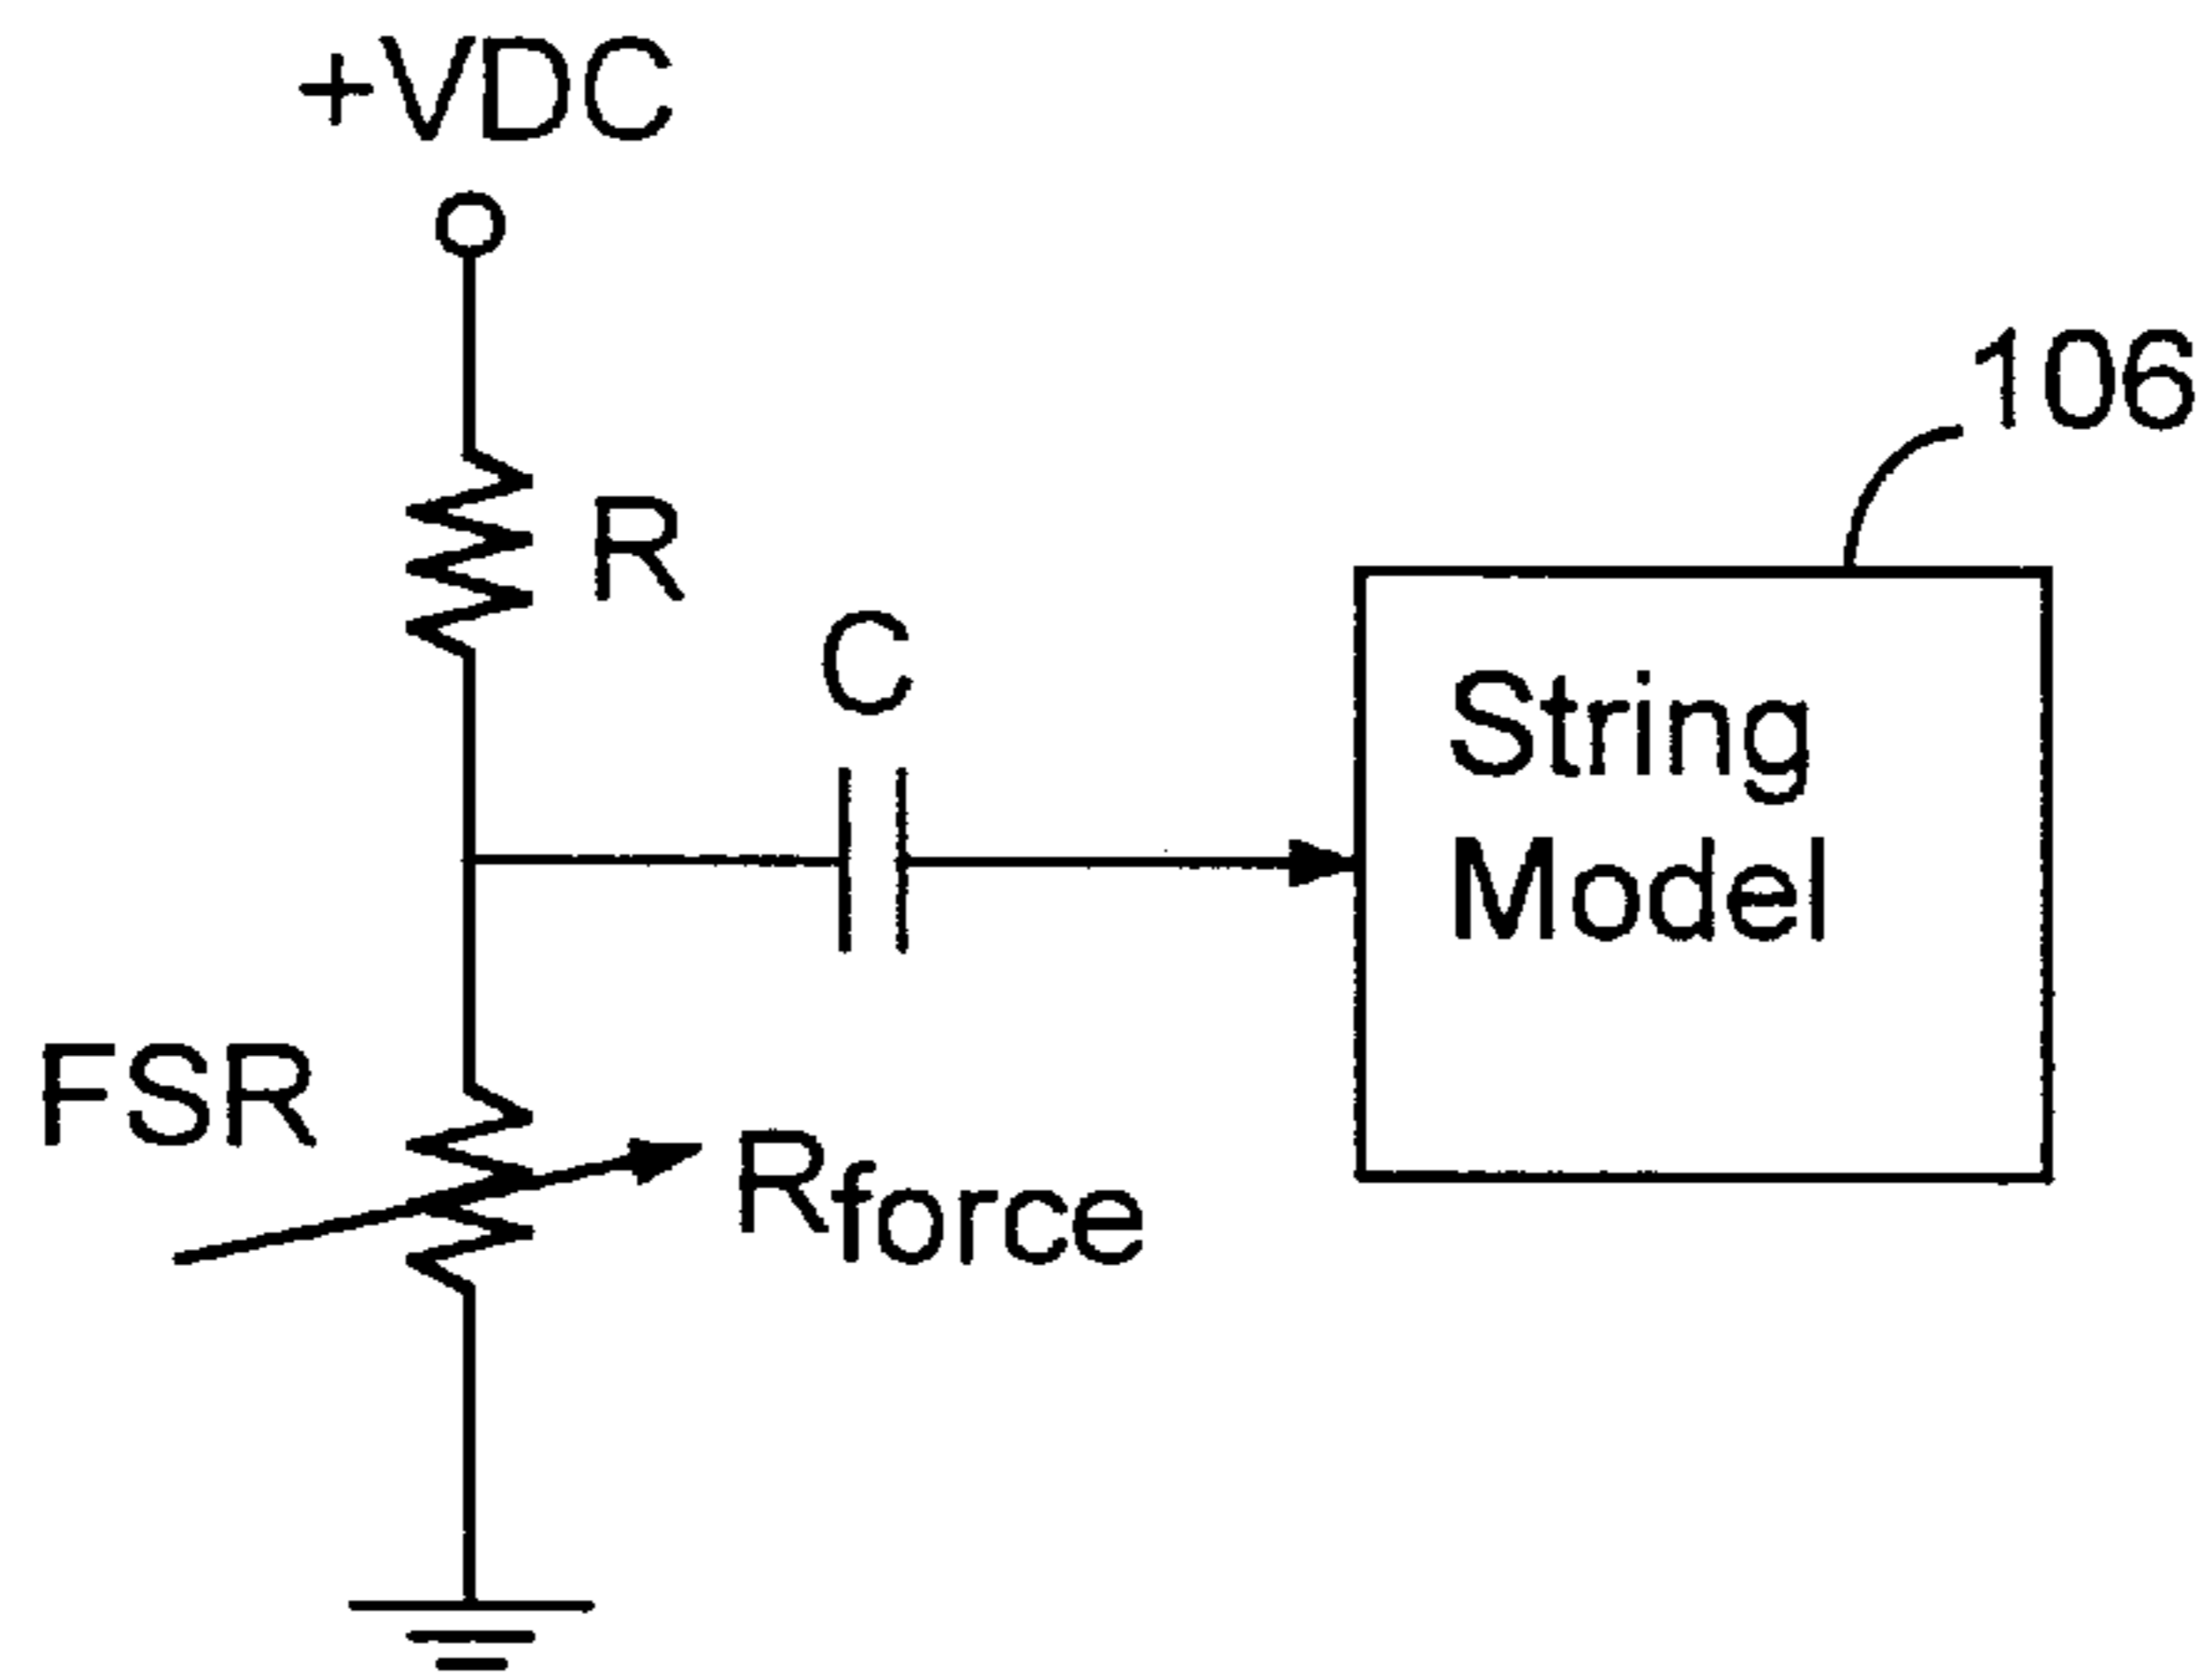 +VDC
R
106
C
String
Model
FSR
Rforce